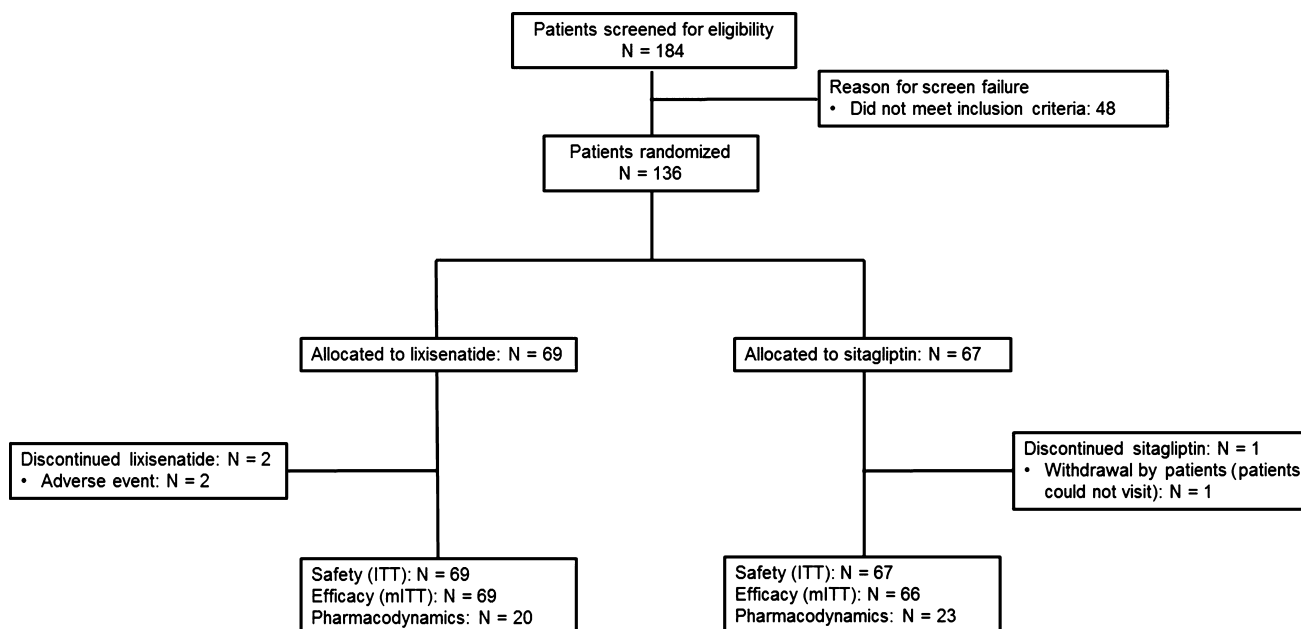 Patients screened for eligibility
N = 184
Reason for screen failure
• Did not meet inclusion criteria: 48
Patients randomized
N = 136
Allocated to lixisenatide: N = 69
Allocated to sitagliptin: N = 67
Discontinued lixisenatide: N = 2
• Adverse event: N = 2
Discontinued sitagliptin: N = 1
• Withdrawal by patients (patients
could not visit): N = 1
Safety (ITT): N = 69
Efficacy (mITT): N = 69
Pharmacodynamics: N = 20
Safety (ITT): N = 67
Efficacy (mITT): N = 66
Pharmacodynamics: N = 23